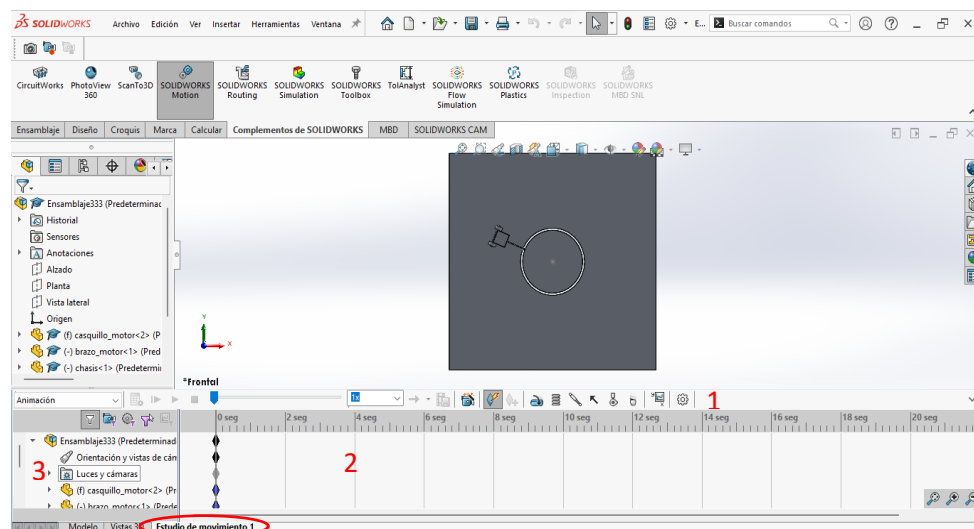 SOLIDWORKS Archivo Edición Ver Insertar Herramientas Ventana E... Buscar comandos
CircuitWorks PhotoView 360 ScanTo3D SOLIDWORKS Motion SOLIDWORKS Routing SOLIDWORKS Simulation SOLIDWORKS Toolbox TolAnalyst SOLIDWORKS Flow Simulation SOLIDWORKS Plastics SOLIDWORKS Inspection SOLIDWORKS MBD SNL
Ensamblaje Diseño Croquis Marca Calcular Complementos de SOLIDWORKS MBD SOLIDWORKS CAM
Ensamblaje333 (Predeterminac
Historial
Sensores
Anotaciones
Alzado
Planta
Vista lateral
Origen
(f) casquillo_motor<2> (P
(-) brazo_motor<1> (Pred
(-) chasis<1> (Predetermi
Y
X
*Frontal
Animación 1x 1
0 seg 2 seg 4 seg 6 seg 8 seg 10 seg 12 seg 14 seg 16 seg 18 seg 20 seg
Ensamblaje333 (Predeterminad
Orientación y vistas de cán
3 Luces y cámaras 2
(f) casquillo_motor<2> (Pr
(-) brazo_motor<1> (Prede
Modelo Vistas 3 Estudio de movimiento 1